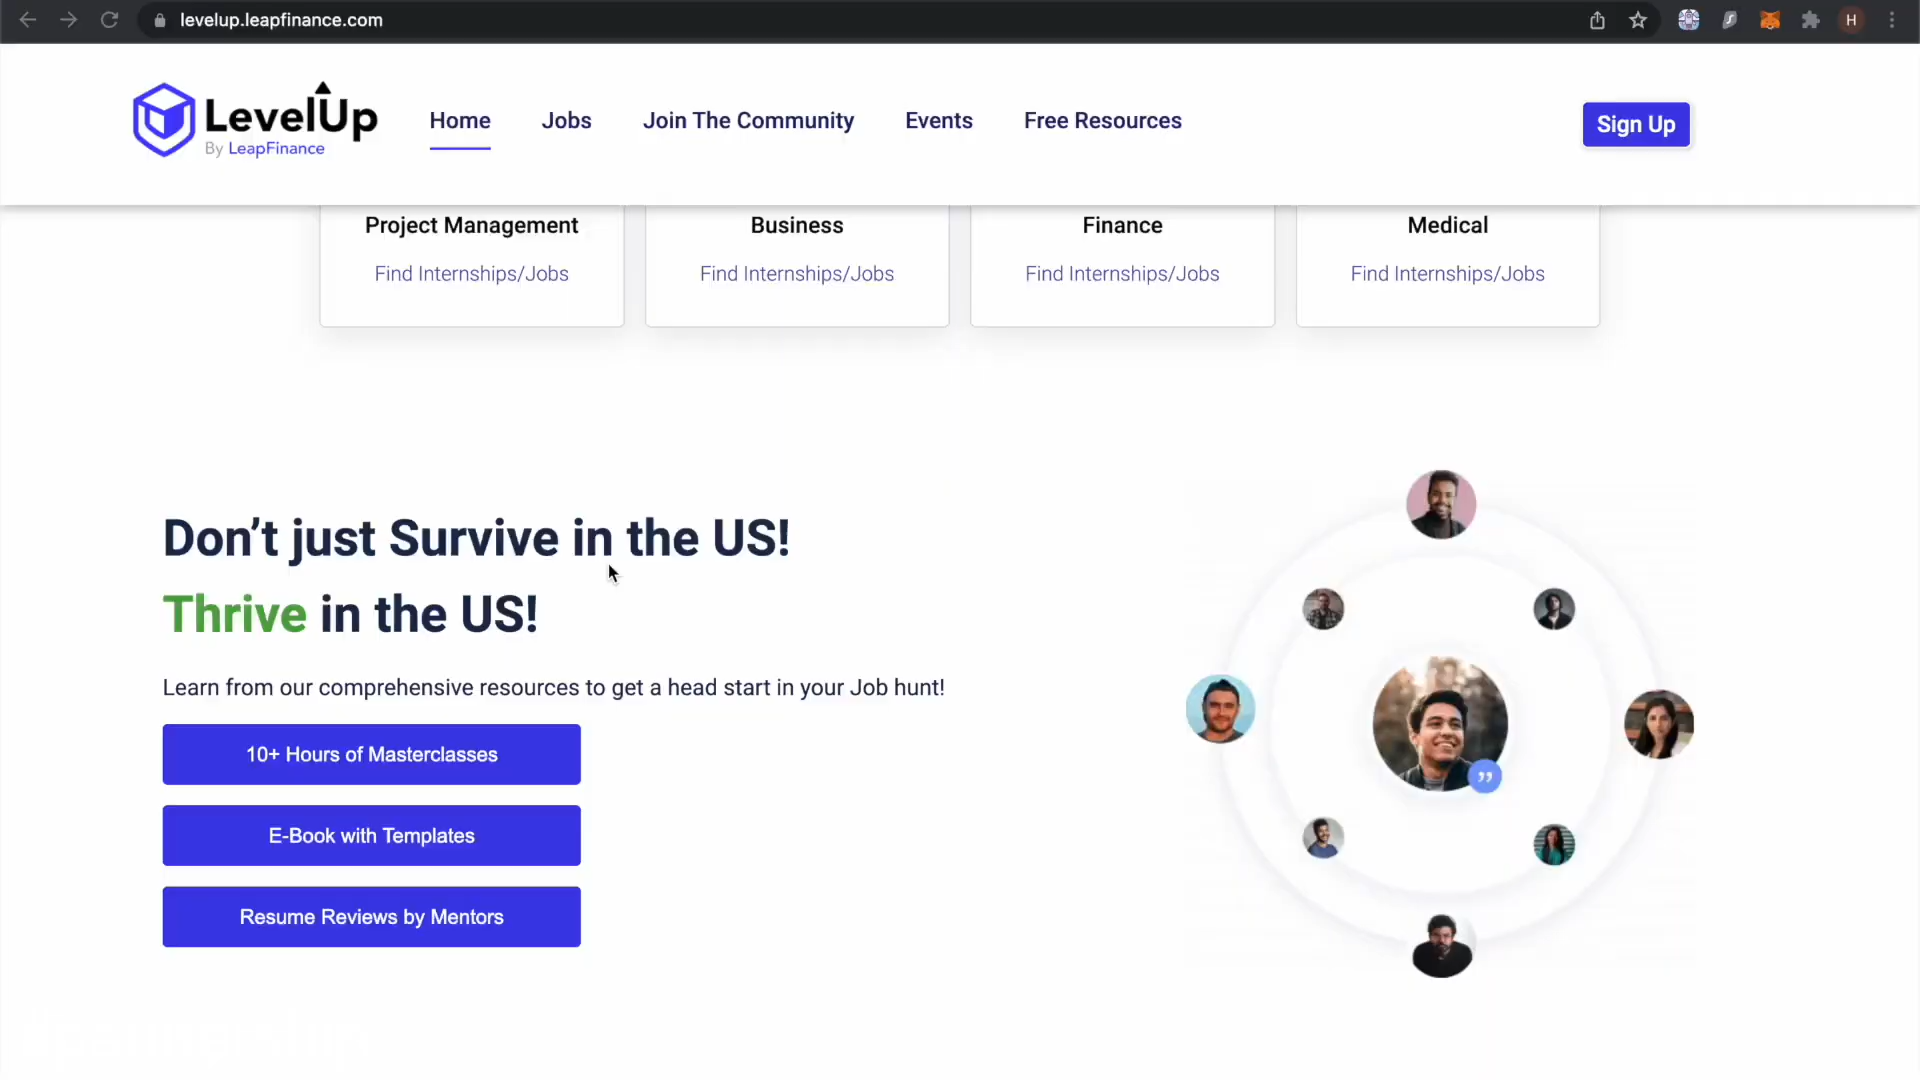 levelup.leapfinance.com
H
LevelUp
By LeapFinance
Home
Jobs
Join The Community
Events
Free Resources
Sign Up
Project Management
Find Internships/Jobs
Business
Find Internships/Jobs
Finance
Find Internships/Jobs
Medical
Find Internships/Jobs
Don’t just Survive in the US!
Thrive in the US!
Learn from our comprehensive resources to get a head start in your Job hunt!
10+ Hours of Masterclasses
E-Book with Templates
Resume Reviews by Mentors